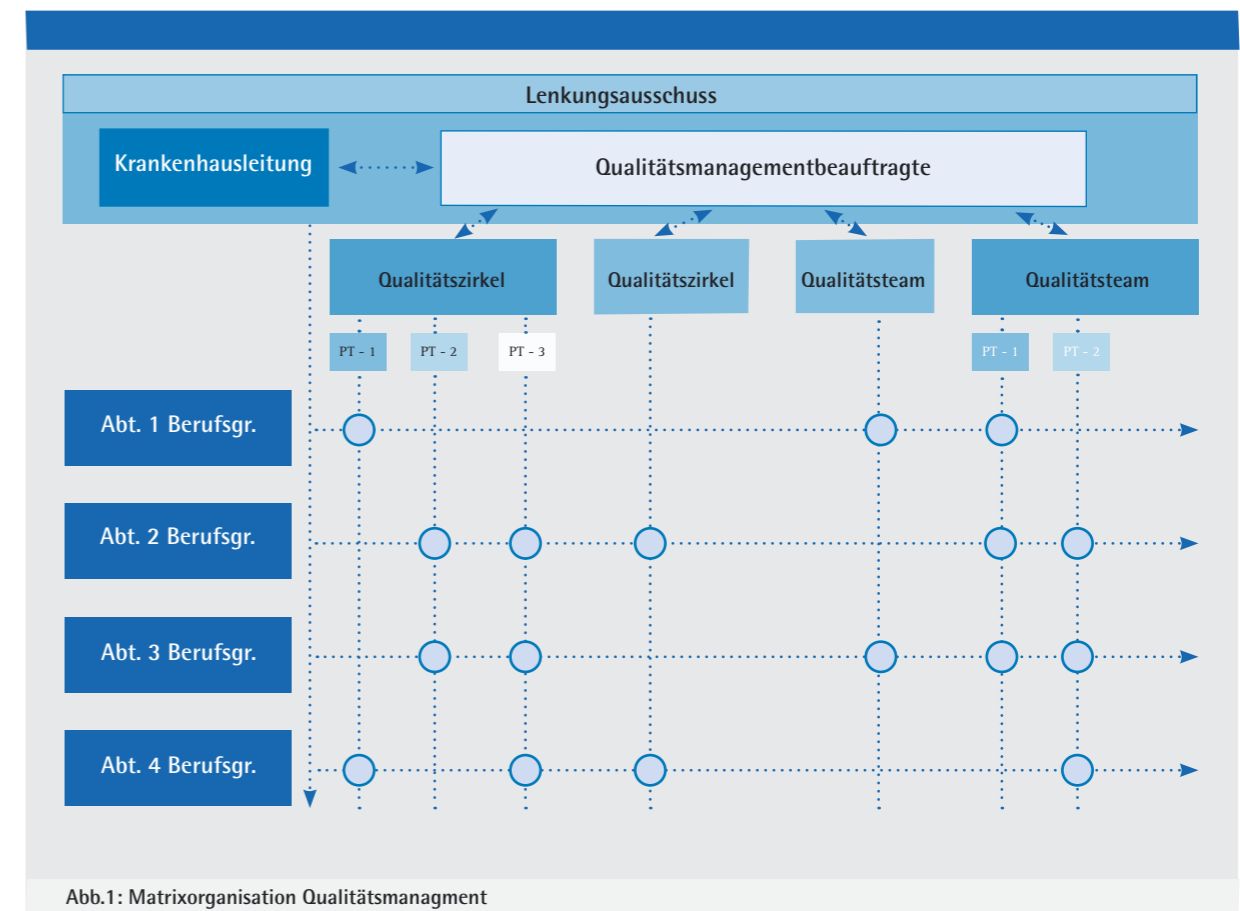 Lenkungsausschuss
Krankenhausleitung
Qualitätsmanagementbeauftragte
Qualitätszirkel
Qualitätszirkel
Qualitätsteam
Qualitätsteam
PT - 1
PT - 2
PT - 3
PT - 1
PT - 2
Abt. 1 Berufsgr.
Abt. 2 Berufsgr.
Abt. 3 Berufsgr.
Abt. 4 Berufsgr.
Abb.1: Matrixorganisation Qualitätsmanagment